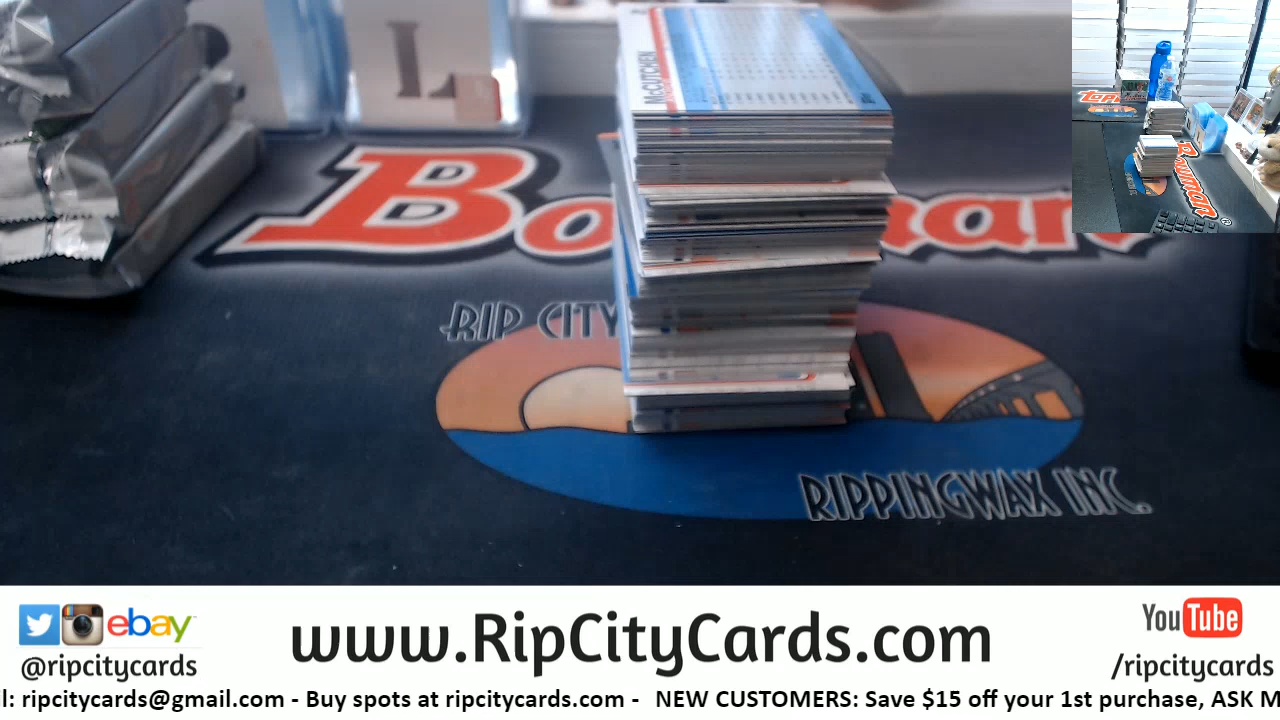 McCUTCHEN
Bowman
RIP CITY
RIPPINGWAX INC.
TOPPS
Bowman
®
ebay
@ripcitycards
www.RipCityCards.com
YouTube
/ripcitycards
l: ripcitycards@gmail.com - Buy spots at ripcitycards.com - NEW CUSTOMERS: Save $15 off your 1st purchase, ASK M